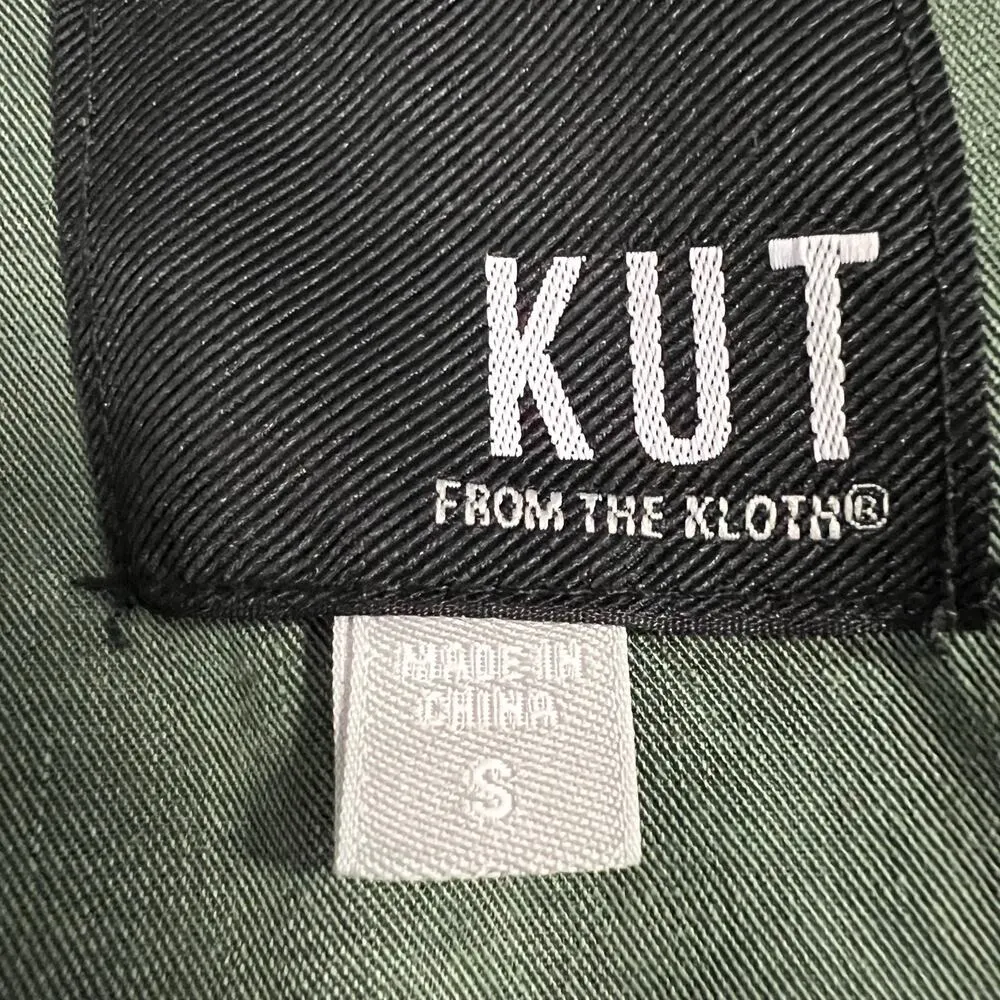 KUT
FROM THE KLOTH®
MADE IN
CHINA
S